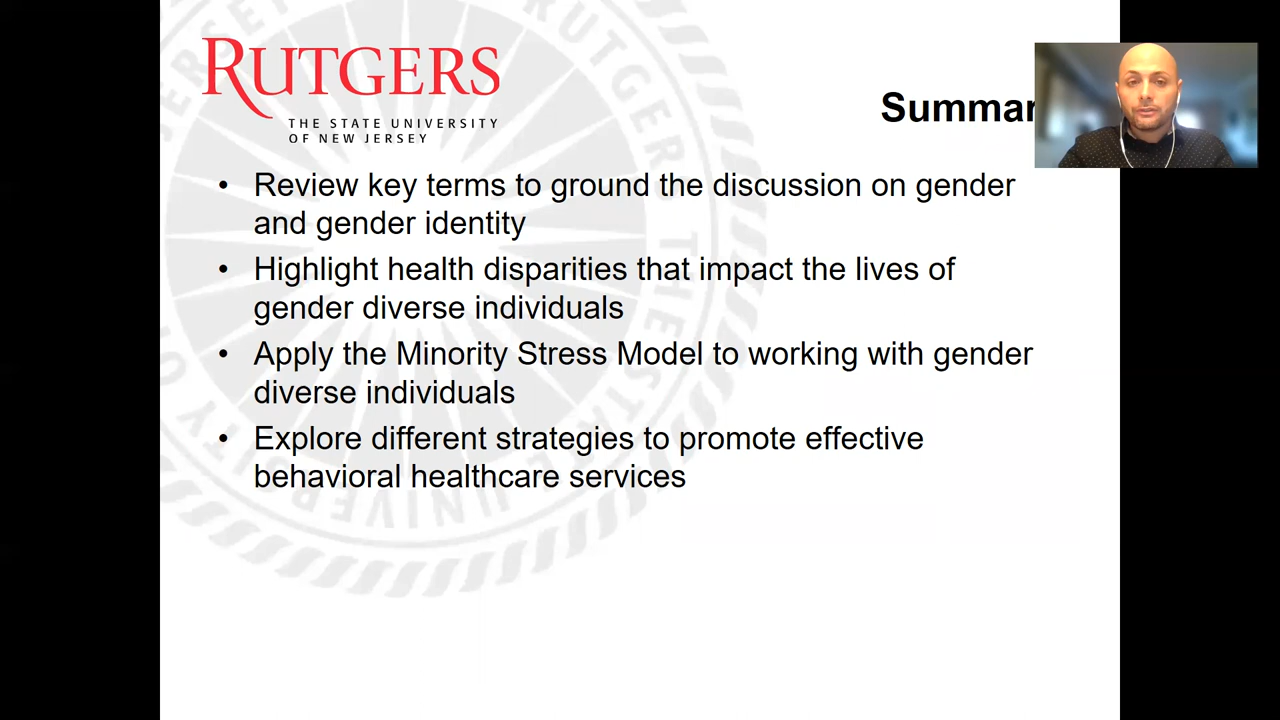 RUTGERS
THE STATE UNIVERSITY
OF NEW JERSEY
Summar
• Review key terms to ground the discussion on gender
and gender identity
• Highlight health disparities that impact the lives of
gender diverse individuals
• Apply the Minority Stress Model to working with gender
diverse individuals
• Explore different strategies to promote effective
behavioral healthcare services